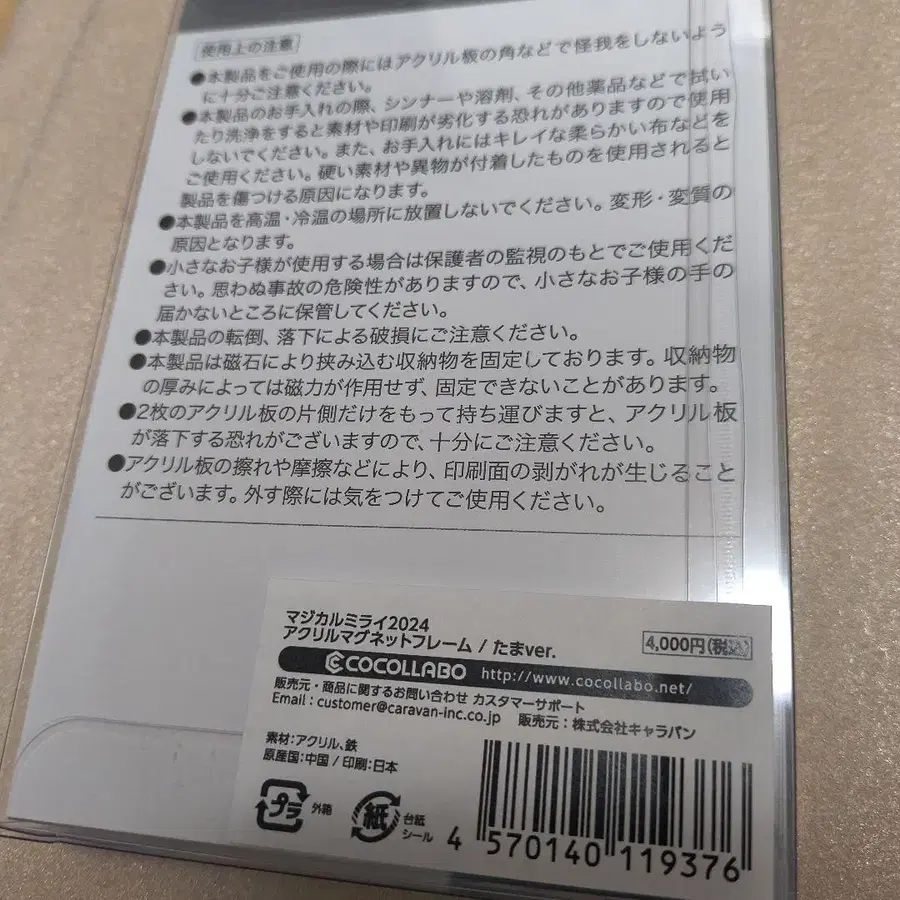 使用上の注意
●本製品をご使用の際にはアクリル板の角などで怪我をしないよう
に十分ご注意ください。
●本製品のお手入れの際、シンナーや溶剤、その他薬品などで拭い
たり洗浄をすると素材や印刷が劣化する恐れがありますので使用
しないでください。また、お手入れにはキレイな柔らかい布などを
ご使用ください。硬い素材や異物が付着したものを使用されると
製品を傷つける原因になります。
●本製品を高温・冷温の場所に放置しないでください。変形・変質の
原因となります。
●小さなお子様が使用する場合は保護者の監視のもとでご使用くだ
さい。思わぬ事故の危険性がありますので、小さなお子様の手の
届かないところに保管してください。
●本製品の転倒、落下による破損にご注意ください。
●本製品は磁石により挟み込む収納物を固定しております。収納物
の厚みによっては磁力が作用せず、固定できないことがあります。
●2枚のアクリル板の片側だけをもって持ち運びますと、アクリル板
が落下する恐れがございますので、十分にご注意ください。
●アクリル板の擦れや摩擦などにより、印刷面の剥がれが生じること
がございます。外す際には気をつけてご使用ください。
マジカルミライ2024
アクリルマグネットフレーム / たまver.
4,000円(税込)
COCOLLABO http://www.cocollabo.net/
販売元・商品に関するお問い合わせ カスタマーサポート
Email : customer@caravan-inc.co.jp 販売元 : 株式会社キャラバン
素材:アクリル、鉄
原産国:中国 / 印刷:日本
プラ 外箱
紙 台紙 シール
4 570140 119376